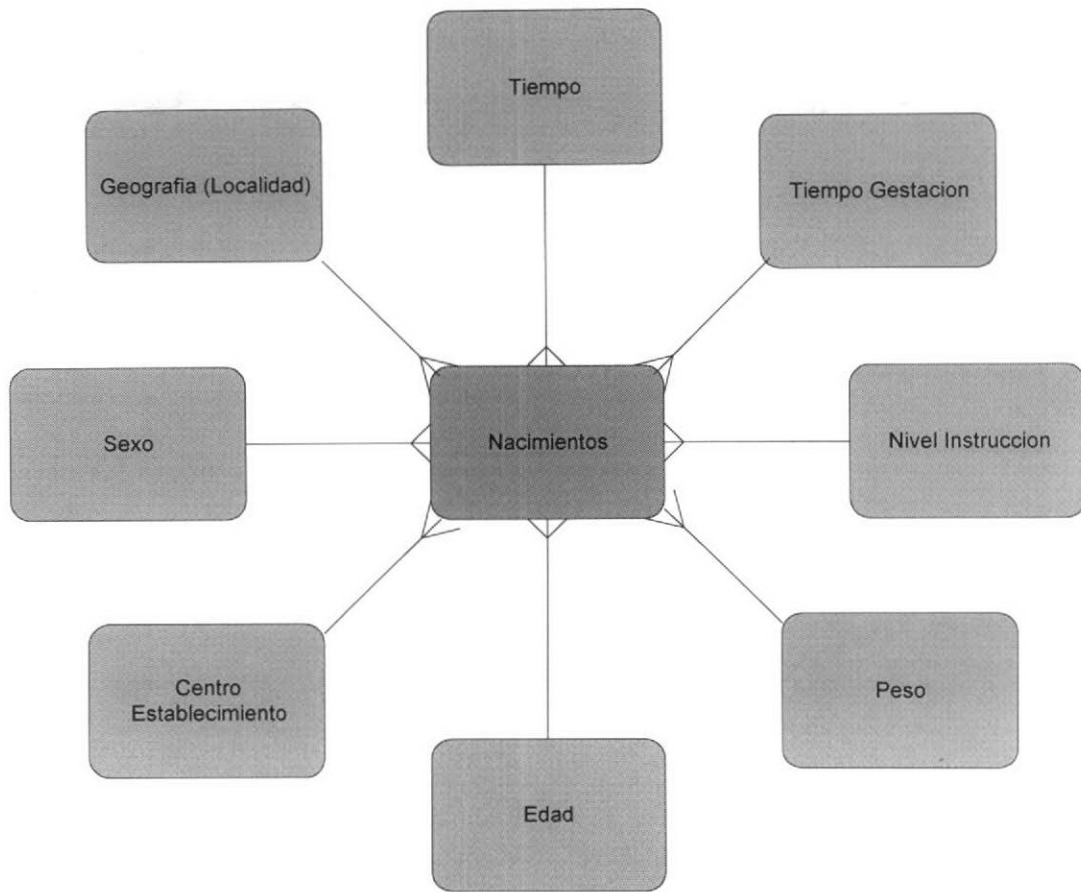 Tiempo
Geografia (Localidad)
Tiempo Gestacion
Sexo
Nacimientos
Nivel Instruccion
Centro
Establecimiento
Peso
Edad